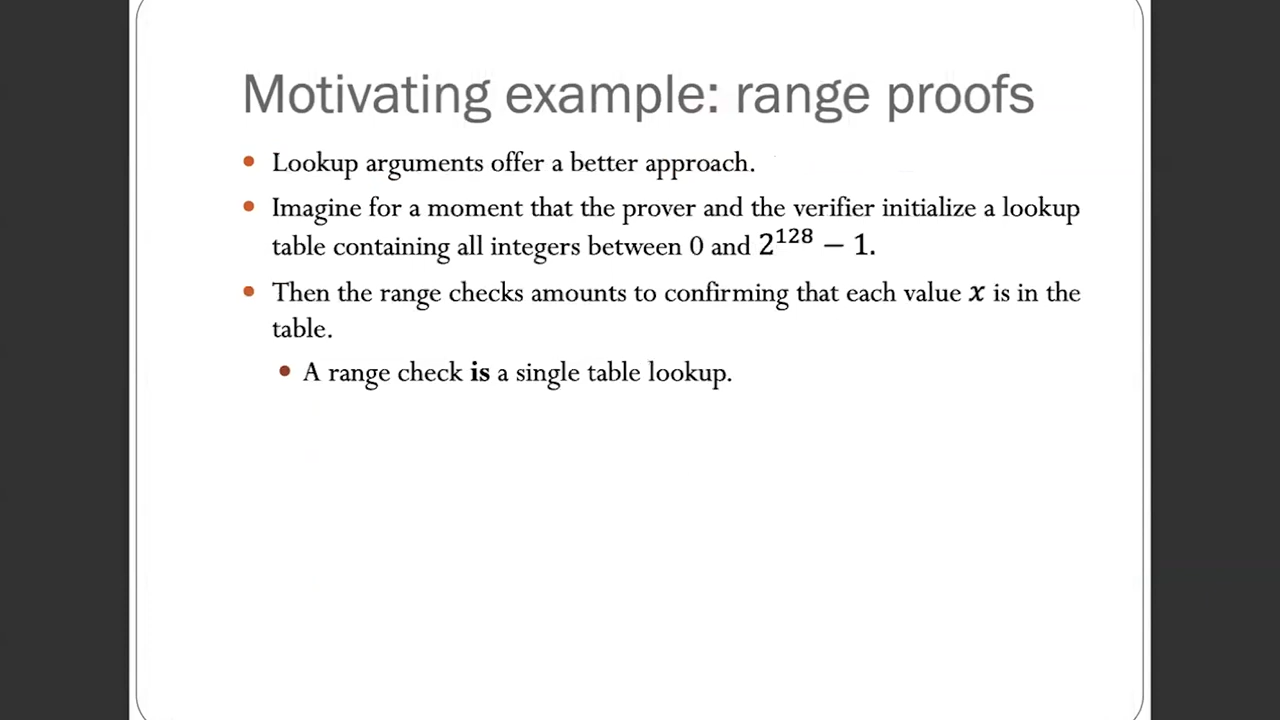 Motivating example: range proofs
• Lookup arguments offer a better approach.
• Imagine for a moment that the prover and the verifier initialize a lookup
table containing all integers between 0 and 2¹²⁸ − 1.
• Then the range checks amounts to confirming that each value x is in the
table.
• A range check is a single table lookup.